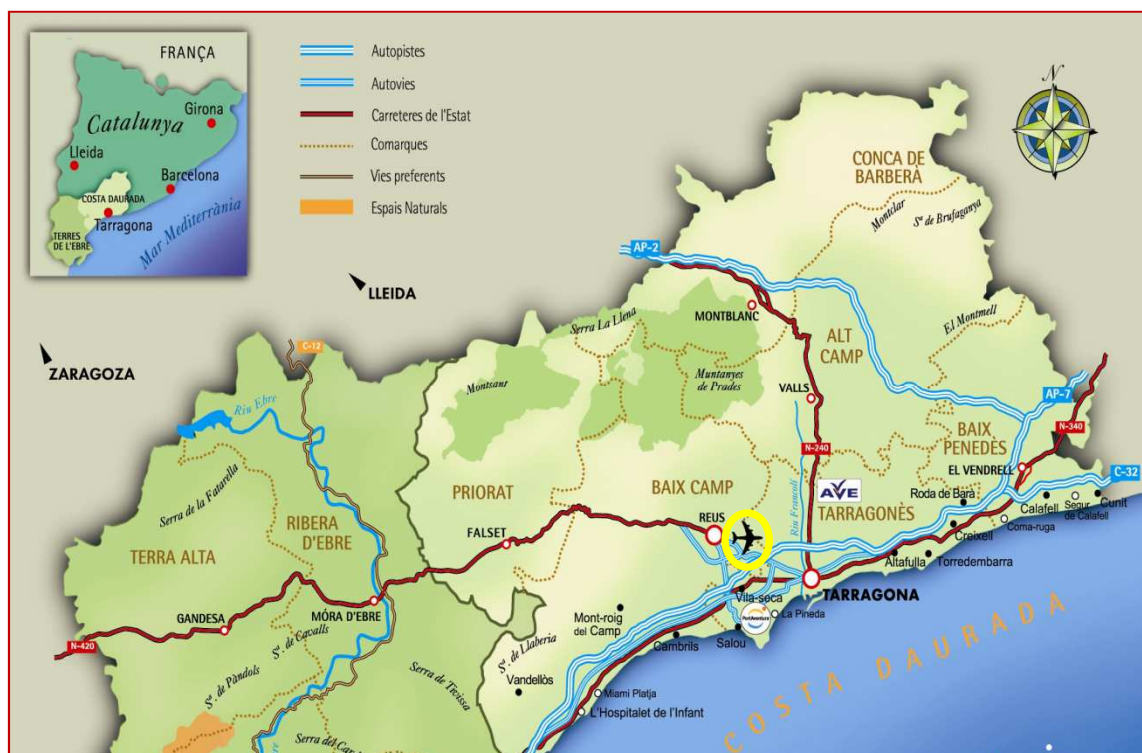 FRANÇA
Girona
Catalunya
Lleida
Barcelona
COSTA DAURADA
Tarragona
TERRES
DE L'EBRE
Mar Mediterrània
Autopistes
Autovies
Carreteres de l'Estat
Comarques
Vies preferents
Espais Naturals
N
CONCA DE
BARBERÀ
Montclar
Sª de Brufaganya
AP-2
LLEIDA
ZARAGOZA
MONTBLANC
Serra La Llena
El Montmell
ALT
CAMP
C-12
Montsant
Muntanyes
de Prades
VALLS
AP-7
Riu Ebre
BAIX
PENEDÈS
N-340
N-240
EL VENDRELL
C-32
Serra de la Fatarella
PRIORAT
BAIX CAMP
Riu Francolí
AVE
Roda de Barà
Calafell
Segur
de Calafell
Cunit
TARRAGONÈS
REUS
Coma-ruga
Creixell
RIBERA
D'EBRE
FALSET
TERRA ALTA
Altafulla
Torredembarra
Vila-seca
TARRAGONA
MÓRA D'EBRE
GANDESA
Mont-roig
del Camp
PortAventura
La Pineda
Salou
Cambrils
N-420
Sª. de Cavalls
Sª. de Llaberia
Sª. de Pàndols
Serra de Tivissa
Vandellòs
Miami Platja
L'Hospitalet de l'Infant
COSTA DAURADA